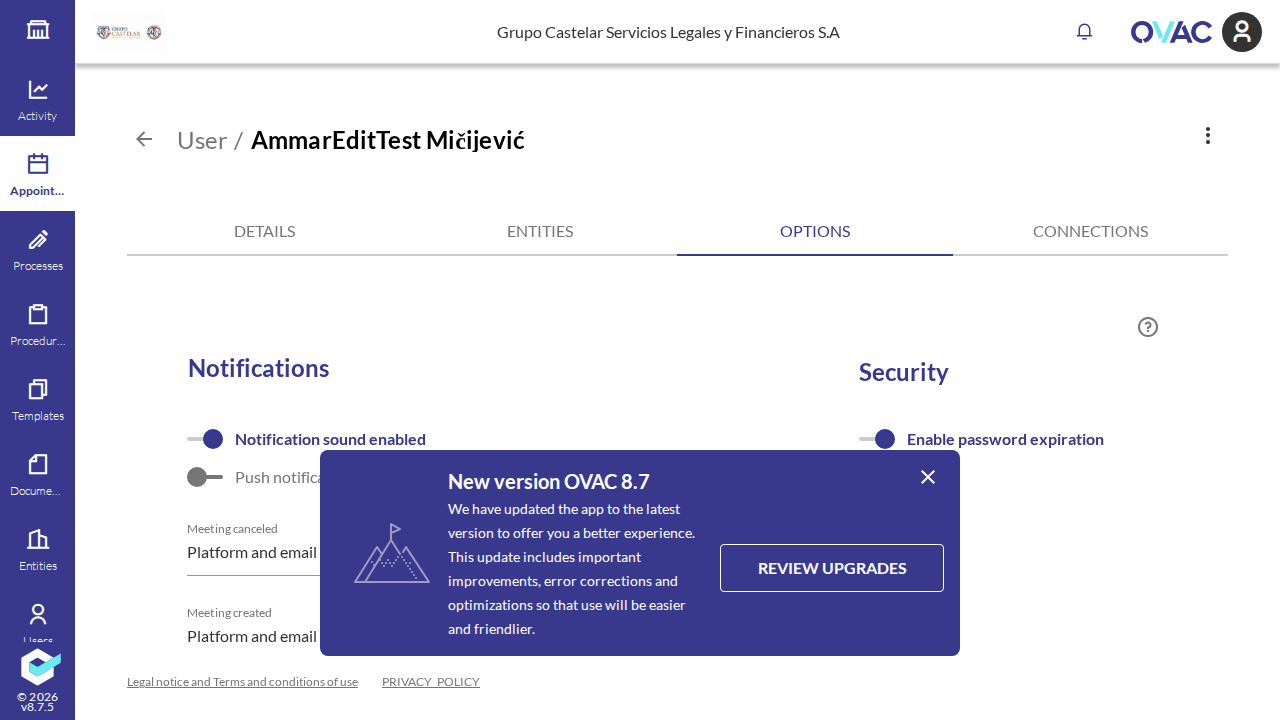 GRUPO
CASTELAR
Grupo Castelar Servicios Legales y Financieros S.A
OVAC
Activity
Appoint...
Processes
Procedur...
Templates
Docume...
Entities
Users
© 2026
v8.7.5
User / AmmarEditTest Mičijević
DETAILS
ENTITIES
OPTIONS
CONNECTIONS
Notifications
Security
Notification sound enabled
Enable password expiration
Push notifica
Meeting canceled
Platform and email
Meeting created
Platform and email
New version OVAC 8.7
We have updated the app to the latest
version to offer you a better experience.
This update includes important
improvements, error corrections and
optimizations so that use will be easier
and friendlier.
REVIEW UPGRADES
Legal notice and Terms and conditions of use
PRIVACY_POLICY